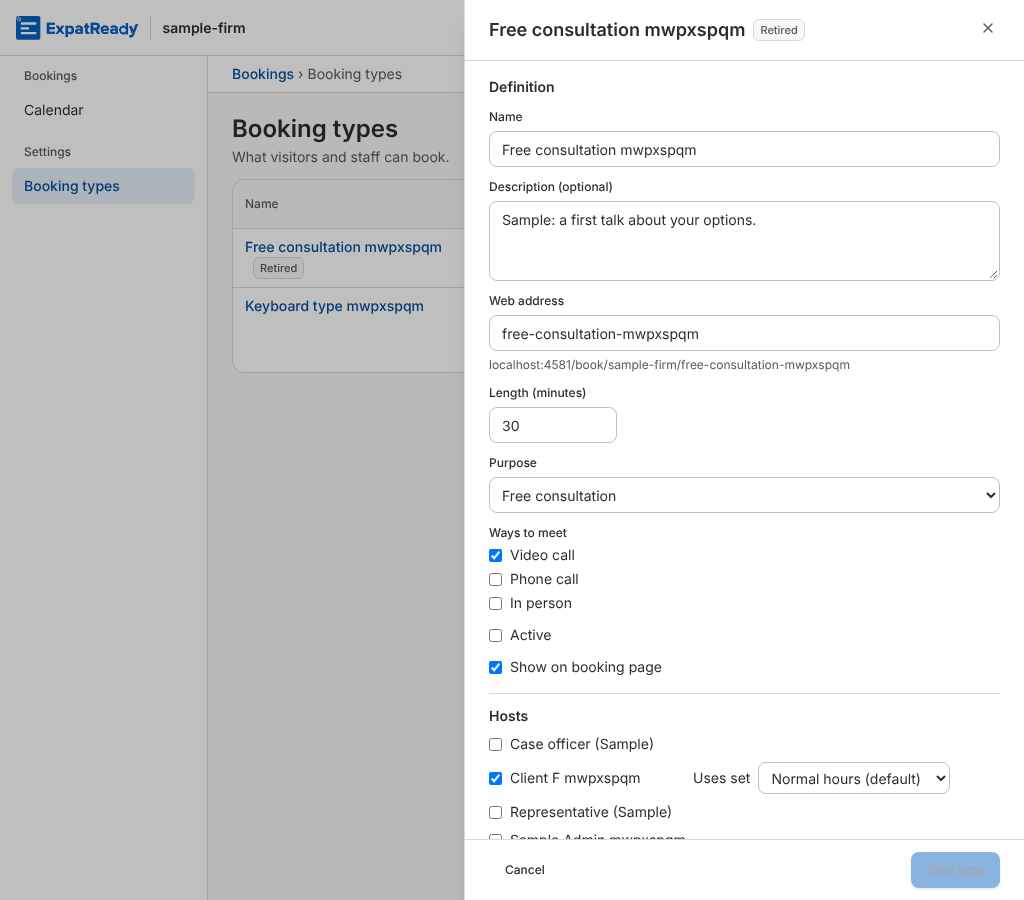 ExpatReady
sample-firm
Bookings
Calendar
Settings
Booking types
Bookings › Booking types
Booking types
What visitors and staff can book.
Name
Free consultation mwpxspqm
Retired
Keyboard type mwpxspqm
Free consultation mwpxspqm Retired
Definition
Name
Free consultation mwpxspqm
Description (optional)
Sample: a first talk about your options.
Web address
free-consultation-mwpxspqm
localhost:4581/book/sample-firm/free-consultation-mwpxspqm
Length (minutes)
30
Purpose
Free consultation
Ways to meet
Video call
Phone call
In person
Active
Show on booking page
Hosts
Case officer (Sample)
Client F mwpxspqm Uses set Normal hours (default)
Representative (Sample)
Sample Admin mwpxspqm
Cancel Save type